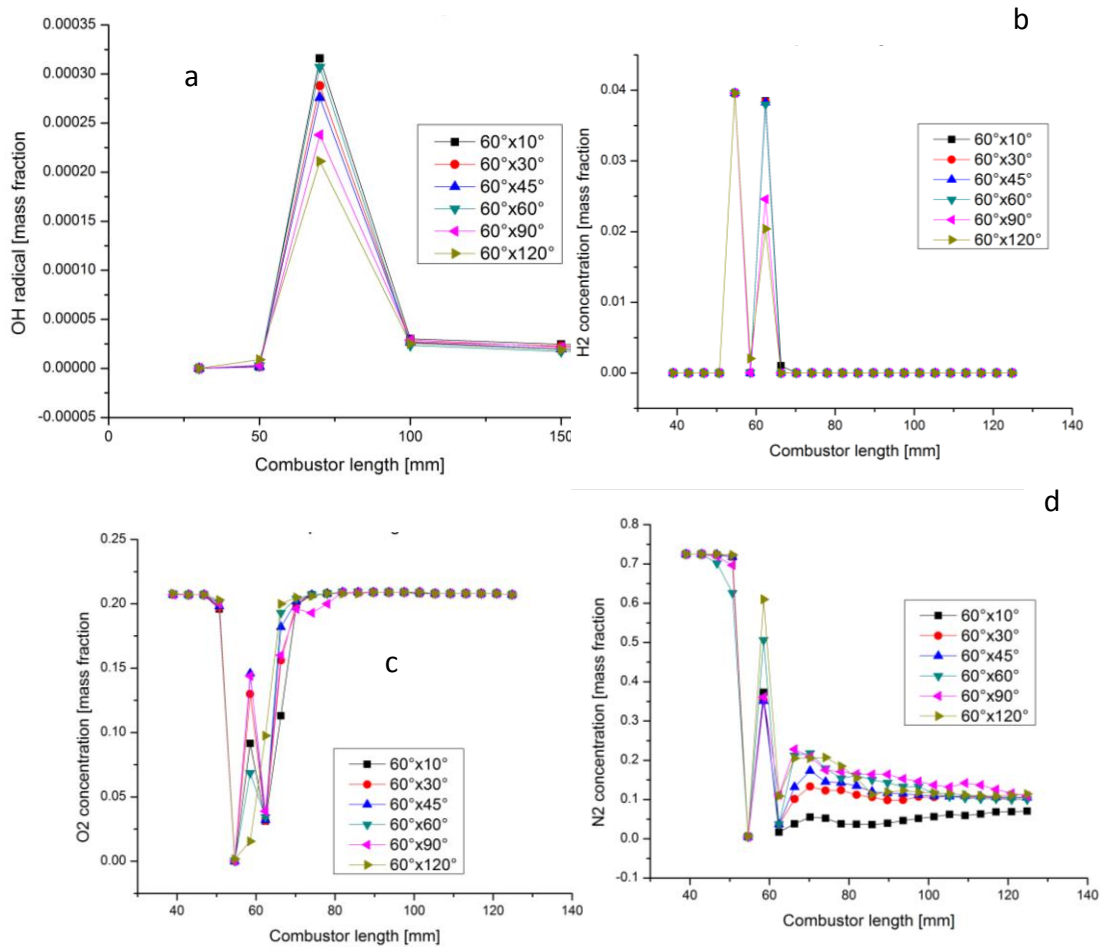 a
0.00035
0.00030
0.00025
0.00020
0.00015
0.00010
0.00005
0.00000
-0.00005
0
50
100
150
OH radical [mass fraction]
Combustor length [mm]
60°x10°
60°x30°
60°x45°
60°x60°
60°x90°
60°x120°
b
0.04
0.02
0.00
40
60
80
100
120
140
H2 concentration [mass fraction]
Combustor length [mm]
60°x10°
60°x30°
60°x45°
60°x60°
60°x90°
60°x120°
c
0.25
0.20
0.15
0.10
0.05
0.00
40
60
80
100
120
140
O2 concentration [mass fraction]
Combustor length [mm]
60°x10°
60°x30°
60°x45°
60°x60°
60°x90°
60°x120°
d
0.8
0.7
0.6
0.5
0.4
0.3
0.2
0.1
0.0
-0.1
40
60
80
100
120
140
N2 concentration [mass fraction
Combustor length [mm]
60°x10°
60°x30°
60°x45°
60°x60°
60°x90°
60°x120°